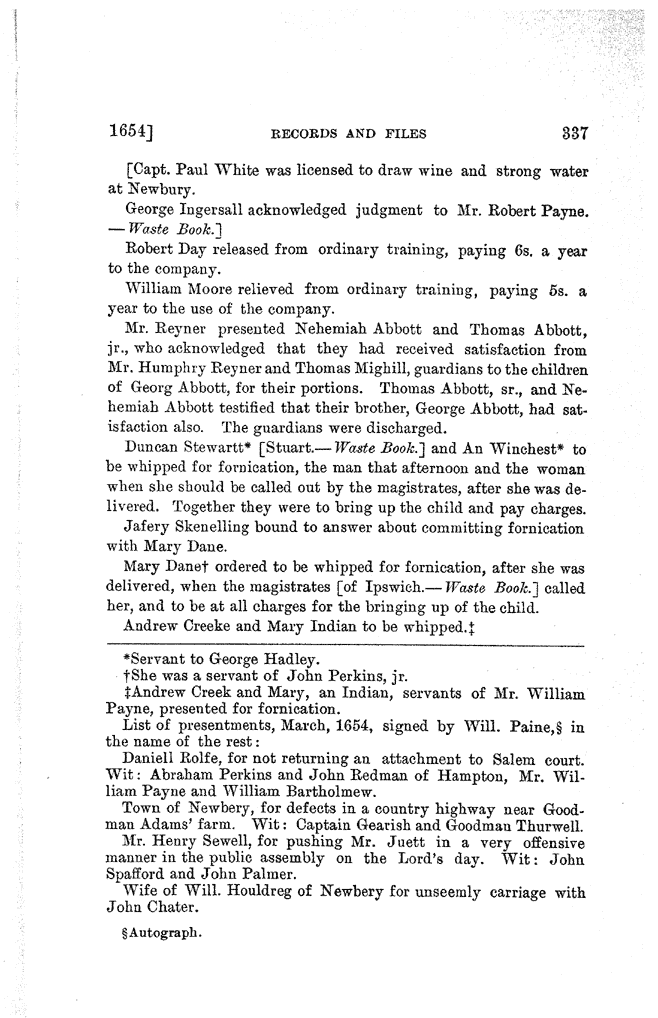 1654] RECORDS AND FILES 337
[Capt. Paul White was licensed to draw wine and strong water
at Newbury.
George Ingersall acknowledged judgment to Mr. Robert Payne.
— Waste Book.]
Robert Day released from ordinary training, paying 6s. a year
to the company.
William Moore relieved from ordinary training, paying 5s. a
year to the use of the company.
Mr. Reyner presented Nehemiah Abbott and Thomas Abbott,
jr., who acknowledged that they had received satisfaction from
Mr. Humphry Reyner and Thomas Mighill, guardians to the children
of Georg Abbott, for their portions. Thomas Abbott, sr., and Ne-
hemiah Abbott testified that their brother, George Abbott, had sat-
isfaction also. The guardians were discharged.
Duncan Stewartt* [Stuart.— Waste Book.] and An Winchest* to
be whipped for fornication, the man that afternoon and the woman
when she should be called out by the magistrates, after she was de-
livered. Together they were to bring up the child and pay charges.
Jafery Skenelling bound to answer about committing fornication
with Mary Dane.
Mary Dane† ordered to be whipped for fornication, after she was
delivered, when the magistrates [of Ipswich.— Waste Book.] called
her, and to be at all charges for the bringing up of the child.
Andrew Creeke and Mary Indian to be whipped.‡
*Servant to George Hadley.
†She was a servant of John Perkins, jr.
‡Andrew Creek and Mary, an Indian, servants of Mr. William
Payne, presented for fornication.
List of presentments, March, 1654, signed by Will. Paine,§ in
the name of the rest:
Daniell Rolfe, for not returning an attachment to Salem court.
Wit: Abraham Perkins and John Redman of Hampton, Mr. Wil-
liam Payne and William Bartholmew.
Town of Newbery, for defects in a country highway near Good-
man Adams' farm. Wit: Captain Gearish and Goodman Thurwell.
Mr. Henry Sewell, for pushing Mr. Juett in a very offensive
manner in the public assembly on the Lord's day. Wit: John
Spafford and John Palmer.
Wife of Will. Houldreg of Newbery for unseemly carriage with
John Chater.
§Autograph.